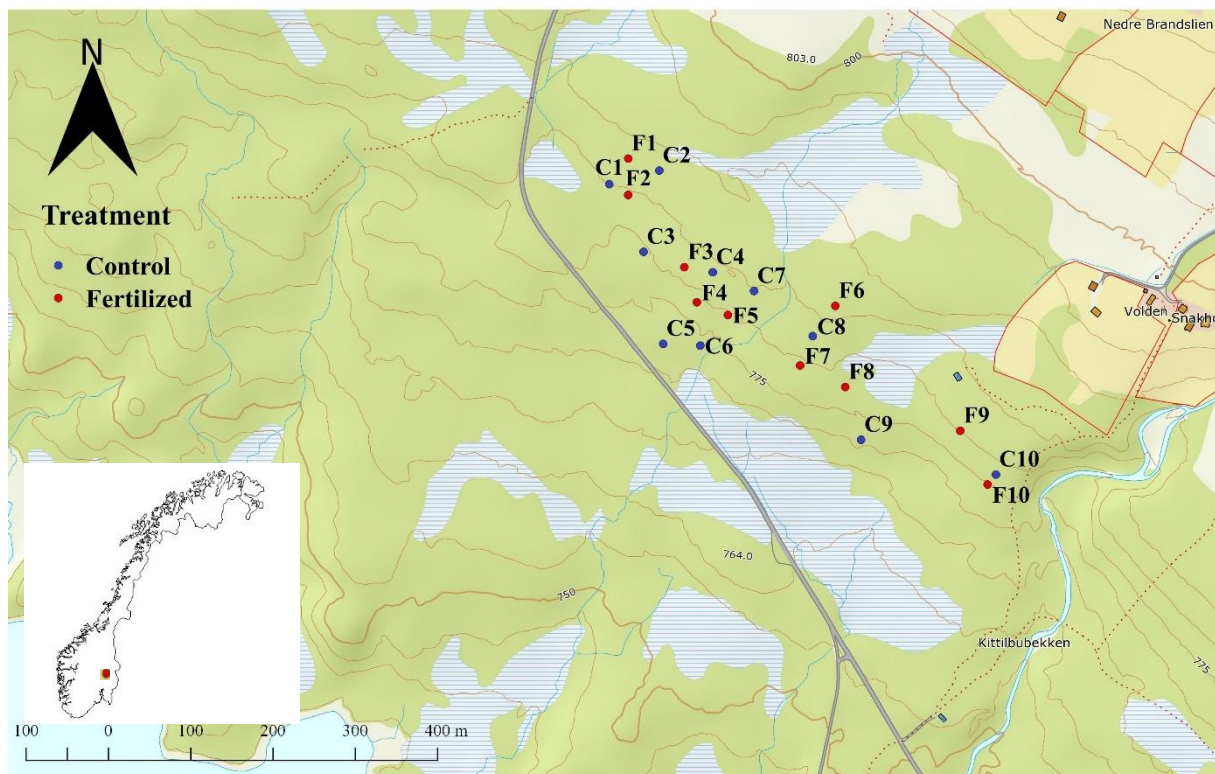 Nedre Brandslien
N
803.0
800
F1
C2
C1
F2
Treatment
C3
Control
F3
C4
C7
Fertilized
F4
F6
F5
Volden
Snakho
C5
C6
C8
F7
775
F8
F9
C9
C10
F10
764.0
750
Kittilbubekken
775
100 0 100 200 300 400 m